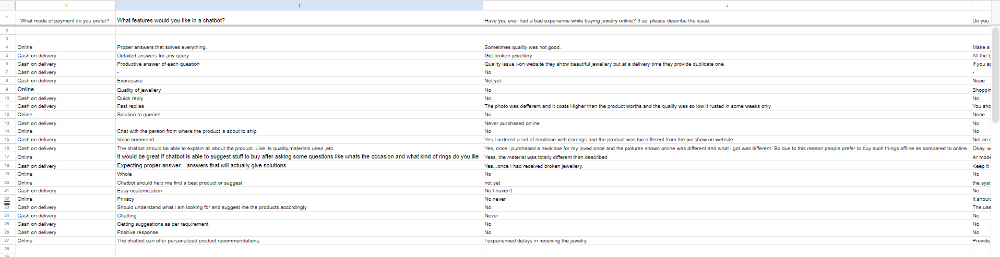 H I J
1 What mode of payment do you prefer? What features would you like in a chatbot? Have you ever had a bad experience while buying jewelry online? If so, please describe the issue. Do you
2
3
4 Online Proper answers that solves everything. Sometimes quality was not good. Make a
5 Cash on delivery Detailed answers for any query Got broken jewellery All the b
6 Cash on delivery Productive answer of each question Quality issue :-on website they show beautiful jewellery but at a delivery time they provide duplicate one If you
7 Cash on delivery - No -
8 Cash on delivery Expressive Not yet Nope
9 Online Quality of jewellery No
10 Cash on delivery Quick reply No No
11 Cash on delivery Fast replies The photo was defferent and it coats Higher than the product worths and the quality was so low it rusted in some weeks only You
12 Online Solution to queries No None
13 Cash on delivery . Never purchased online No
14 Online Chat with the person from where the product is about to ship No No
15 Cash on delivery Voice command Yes.I ordered a set of necklace with earrings and the product was too different from the pic show on website. Not an
16 Cash on delivery The chatbot should be able to explain all about the product. Like its quality,materials used ,etc. Yes, once i purchased a necklace for my loved once and the pictures shown online was different and what i got was different. So due to this reason people prefer to buy such things offline as compared to online. Okay, w
17 Online It would be great if chatbot is able to suggest stuff to buy after asking some questions like whats the occasion and what kind of rings do you lile Yess, the material was totally different than described Ar mode
18 Cash on delivery Expecting proper answer... answers that will actually give solutions. Yes...once I had received broken jewellery. Keep it
19 Online Whole No No
20 Online Chatbot should help me find a best product or suggest not yet the syst
21 Cash on delivery Easy customization No I haven't No
22 Online Privacy No never It
23 Cash on delivery Should understand what i am looking for and suggest me the products accordingly No The use
24 Cash on delivery Chatting Never No.
25 Cash on delivery Getting suggestions as per requirement No No
26 Cash on delivery Positive response No No
27 Online The chatbot can offer personalized product recommendations. I experienced delays in receiving the jewelry. Provide
28